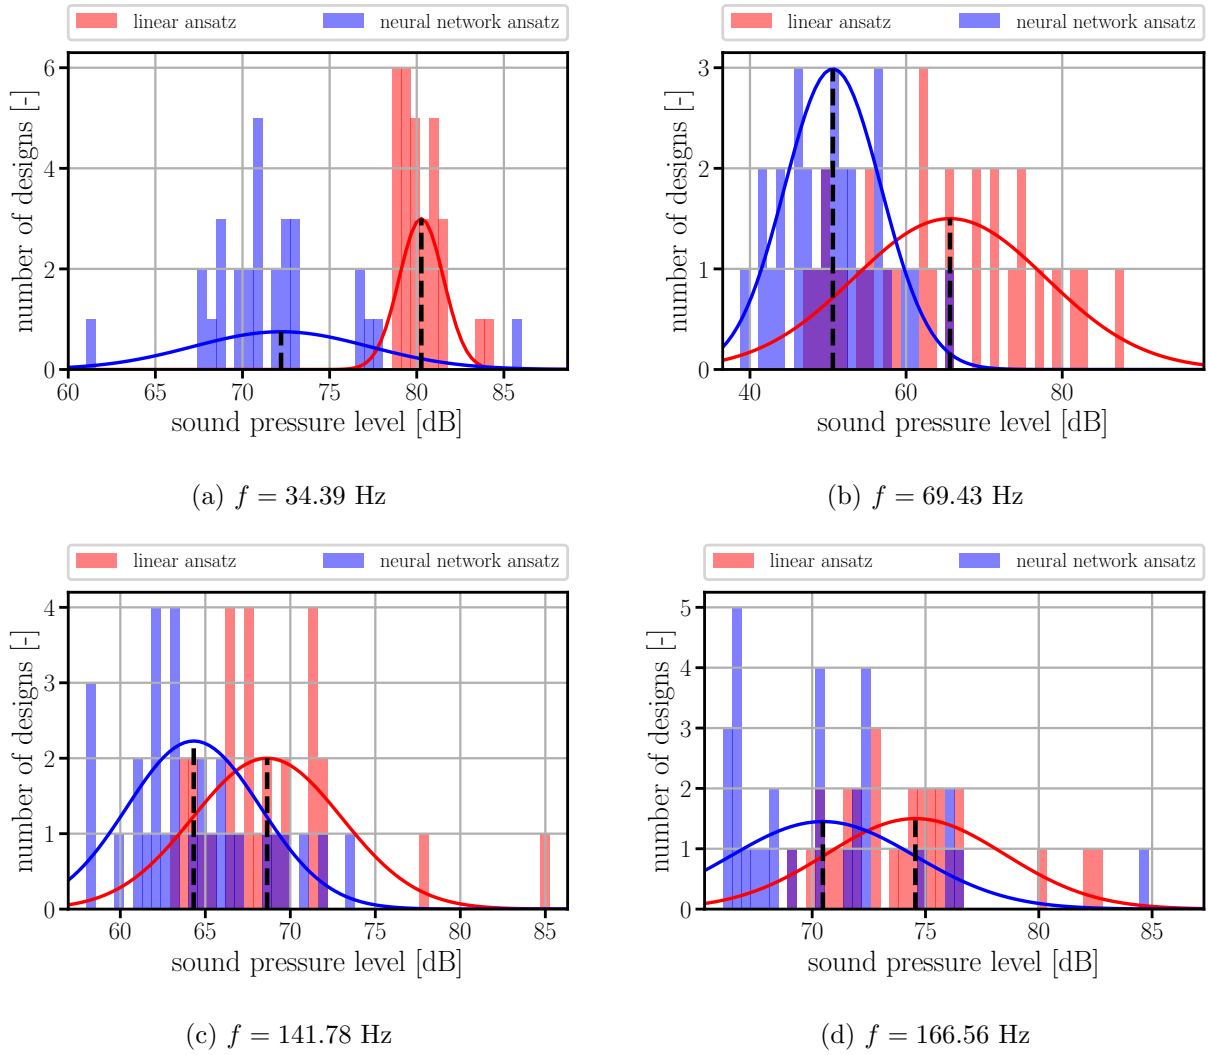 linear ansatz neural network ansatz
6
4
2
0
number of designs [-]
60 65 70 75 80 85
sound pressure level [dB]
(a) f = 34.39 Hz
linear ansatz neural network ansatz
3
2
1
0
number of designs [-]
40 60 80
sound pressure level [dB]
(b) f = 69.43 Hz
linear ansatz neural network ansatz
4
3
2
1
0
number of designs [-]
60 65 70 75 80 85
sound pressure level [dB]
(c) f = 141.78 Hz
linear ansatz neural network ansatz
5
4
3
2
1
0
number of designs [-]
70 75 80 85
sound pressure level [dB]
(d) f = 166.56 Hz